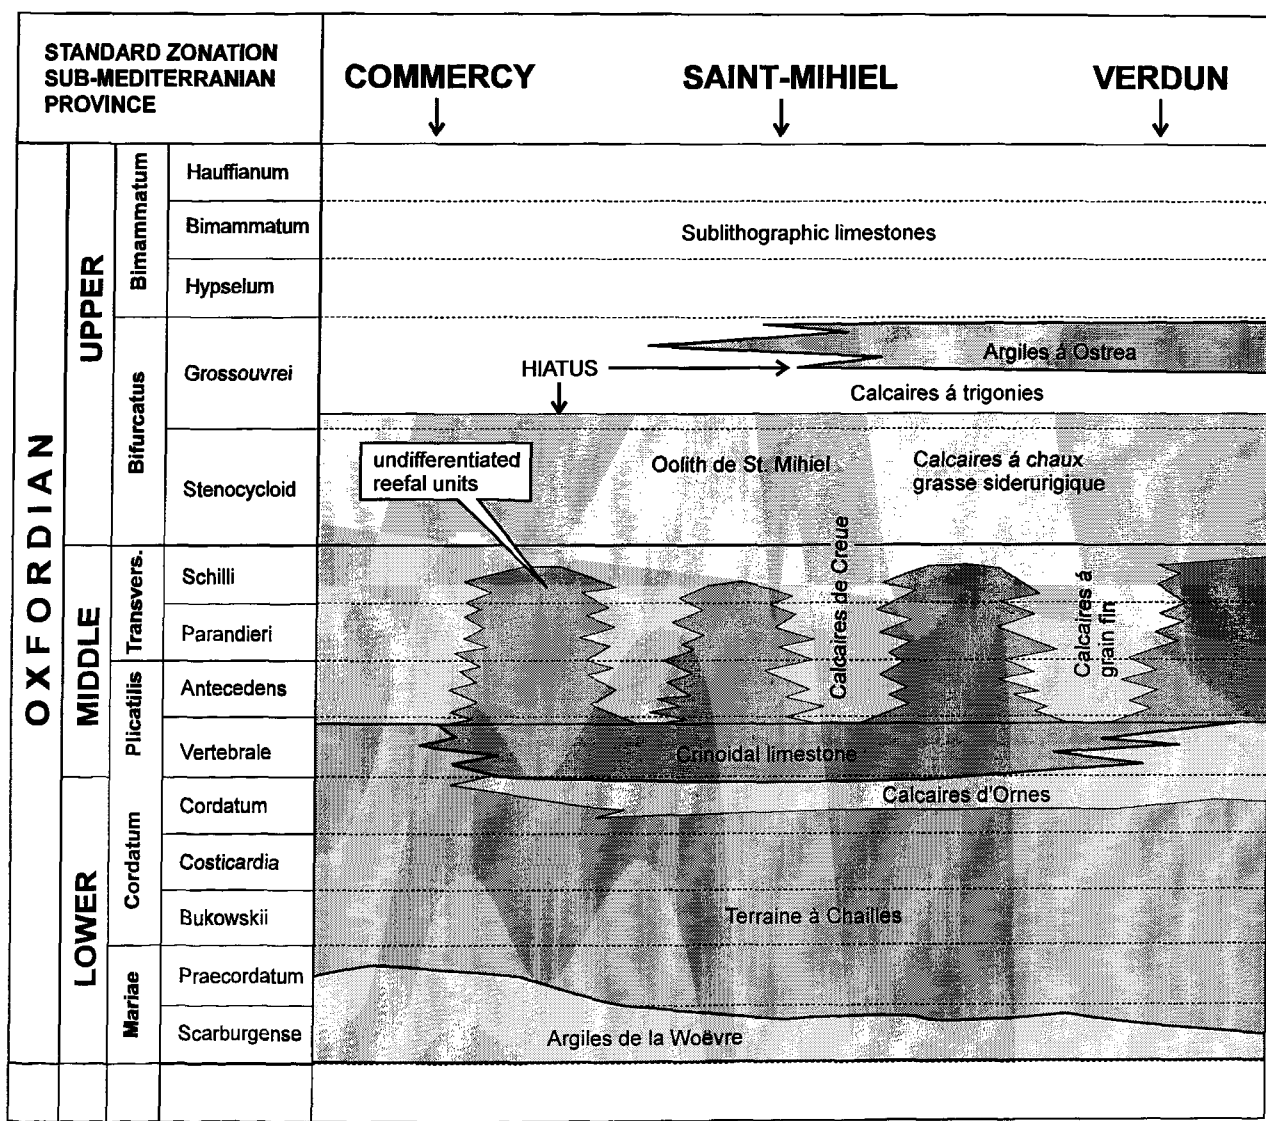 STANDARD ZONATION
SUB-MEDITERRANIAN
PROVINCE
COMMERCY
SAINT-MIHIEL
VERDUN
OXFORDIAN
UPPER
MIDDLE
LOWER
Bimammatum
Bifurcatus
Transvers.
Plicatilis
Cordatum
Mariae
Hauffianum
Bimammatum
Hypselum
Grossouvrei
Stenocycloid
Schilli
Parandieri
Antecedens
Vertebrale
Cordatum
Costicardia
Bukowskii
Praecordatum
Scarburgense
Sublithographic limestones
Argiles á Ostrea
HIATUS
Calcaires á trigonies
undifferentiated
reefal units
Oolith de St. Mihiel
Calcaires á chaux
grasse siderurigique
Calcaires de Creue
Calcaires á
grain fin
Crinoidal limestone
Calcaires d'Ornes
Terraine à Chailles
Argiles de la Woëvre